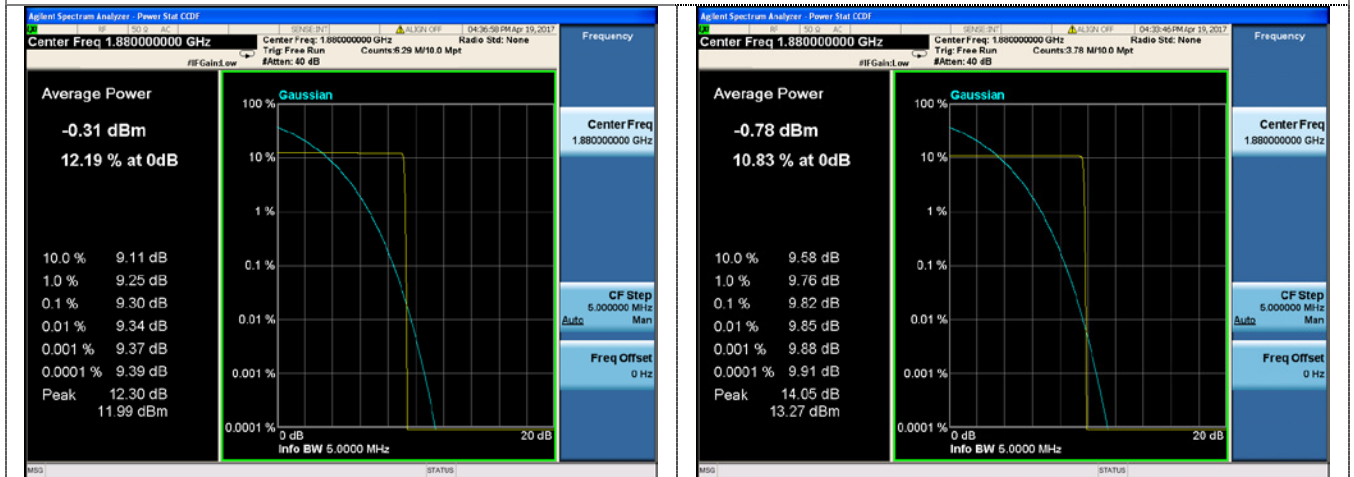 Agilent Spectrum Analyzer - Power Stat CCDF
RF 50 Ω AC SENSE:INT ALIGN OFF 04:36:58 PM Apr 19, 2017
Center Freq 1.880000000 GHz
Center Freq: 1.880000000 GHz
Radio Std: None
Trig: Free Run Counts:6.29 M/10.0 Mpt
#IFGain:Low #Atten: 40 dB
Frequency
Average Power
-0.31 dBm
12.19 % at 0dB
10.0 % 9.11 dB
1.0 % 9.25 dB
0.1 % 9.30 dB
0.01 % 9.34 dB
0.001 % 9.37 dB
0.0001 % 9.39 dB
Peak 12.30 dB
11.99 dBm
Gaussian
100 %
10 %
1 %
0.1 %
0.01 %
0.001 %
0.0001 %
0 dB 20 dB
Info BW 5.0000 MHz
Center Freq
1.880000000 GHz
CF Step
5.000000 MHz
Auto Man
Freq Offset
0 Hz
MSG STATUS
Agilent Spectrum Analyzer - Power Stat CCDF
RF 50 Ω AC SENSE:INT ALIGN OFF 04:33:46 PM Apr 19, 2017
Center Freq 1.880000000 GHz
Center Freq: 1.880000000 GHz
Radio Std: None
Trig: Free Run Counts:3.78 M/10.0 Mpt
#IFGain:Low #Atten: 40 dB
Frequency
Average Power
-0.78 dBm
10.83 % at 0dB
10.0 % 9.58 dB
1.0 % 9.76 dB
0.1 % 9.82 dB
0.01 % 9.85 dB
0.001 % 9.88 dB
0.0001 % 9.91 dB
Peak 14.05 dB
13.27 dBm
Gaussian
100 %
10 %
1 %
0.1 %
0.01 %
0.001 %
0.0001 %
0 dB 20 dB
Info BW 5.0000 MHz
Center Freq
1.880000000 GHz
CF Step
5.000000 MHz
Auto Man
Freq Offset
0 Hz
MSG STATUS